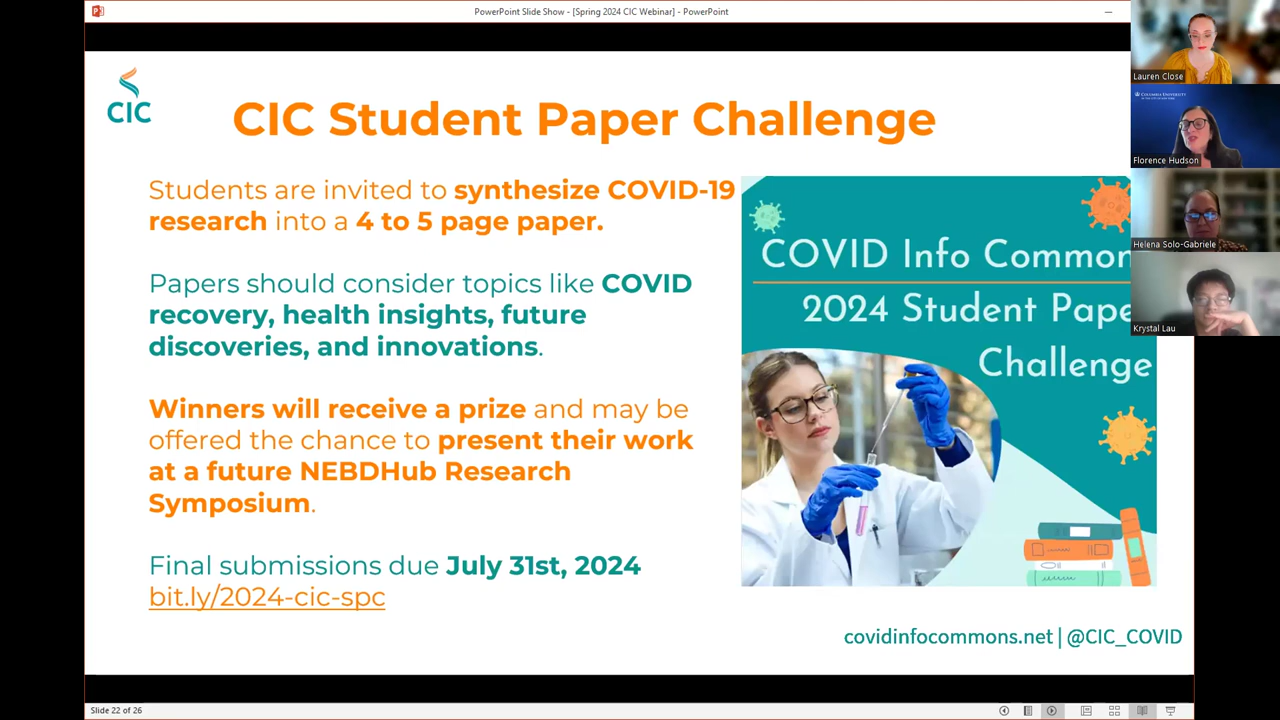 PowerPoint Slide Show - [Spring 2024 CIC Webinar] - PowerPoint
CIC
CIC Student Paper Challenge
Students are invited to synthesize COVID-19
research into a 4 to 5 page paper.
Papers should consider topics like COVID
recovery, health insights, future
discoveries, and innovations.
Winners will receive a prize and may be
offered the chance to present their work
at a future NEBDHub Research
Symposium.
Final submissions due July 31st, 2024
bit.ly/2024-cic-spc
COVID Info Common
2024 Student Pape
Challenge
covidinfocommons.net | @CIC_COVID
Lauren Close
COLUMBIA UNIVERSITY
Florence Hudson
Helena Solo-Gabriele
Krystal Lau
Slide 22 of 26